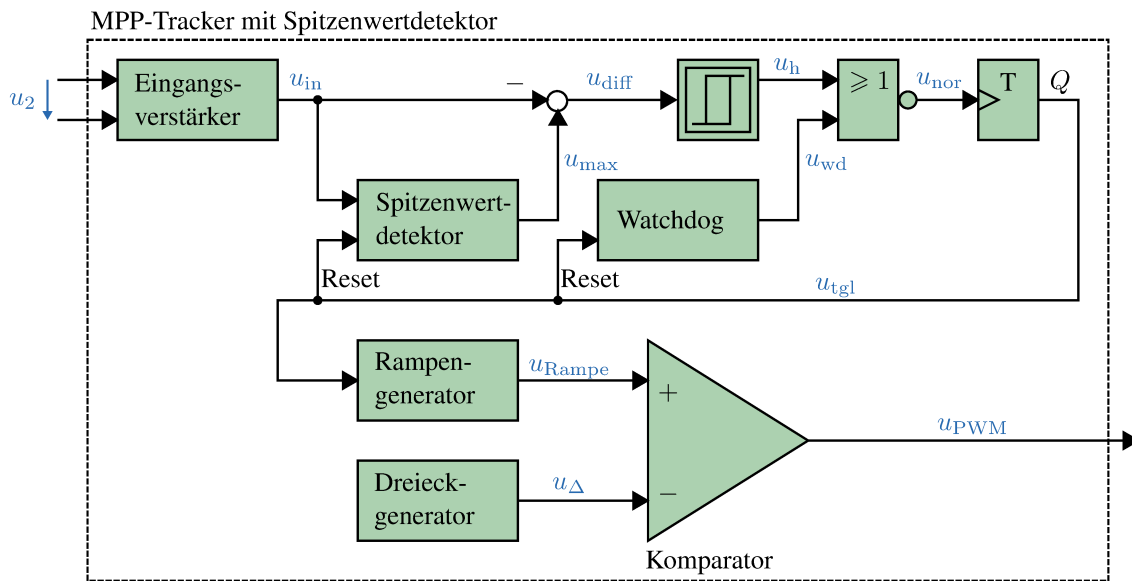 MPP-Tracker mit Spitzenwertdetektor
u2
Eingangs-
verstärker
uin
−
udiff
uh
⩾ 1
unor
T
Q
umax
uwd
Spitzenwert-
detektor
Watchdog
Reset
Reset
utgl
Rampen-
generator
uRampe
+
uPWM
Dreieck-
generator
uΔ
−
Komparator